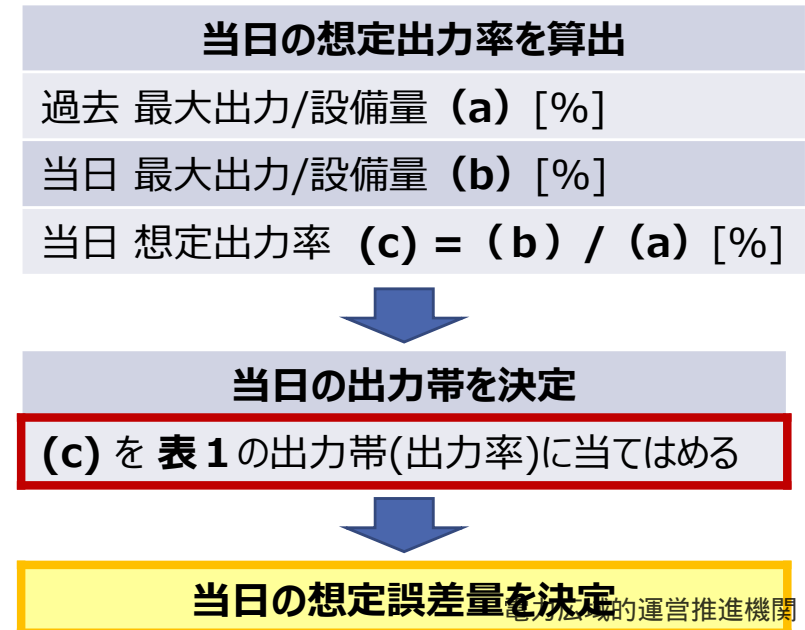 当日の想定出力率を算出
過去 最大出力/設備量（a）[%]
当日 最大出力/設備量（b）[%]
当日 想定出力率 (c) =（b）/（a）[%]
当日の出力帯を決定
(c) を 表１の出力帯(出力率)に当てはめる
当日の想定誤差量を決定
電力広域的運営推進機関